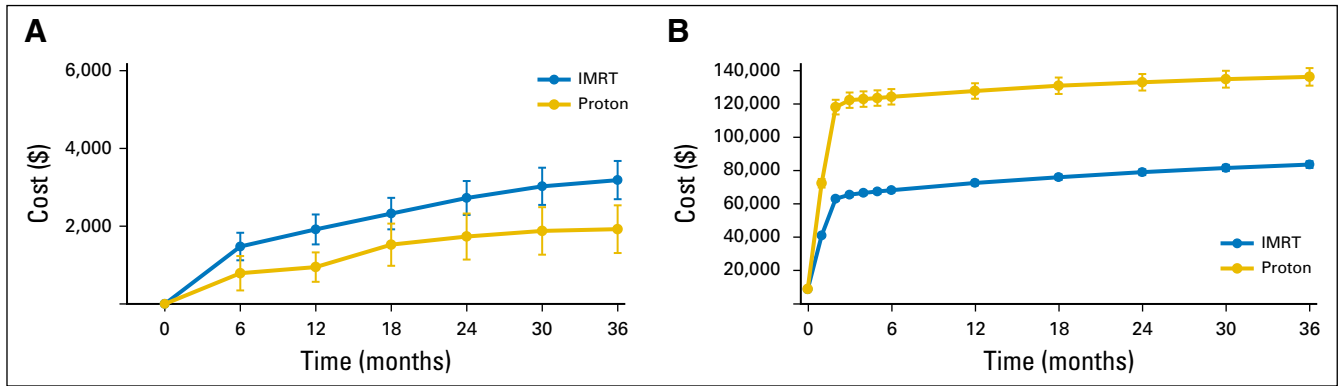 A
6,000
4,000
2,000
Cost ($)
IMRT
Proton
0 6 12 18 24 30 36
Time (months)
B
140,000
120,000
100,000
80,000
60,000
40,000
20,000
Cost ($)
IMRT
Proton
0 6 12 18 24 30 36
Time (months)